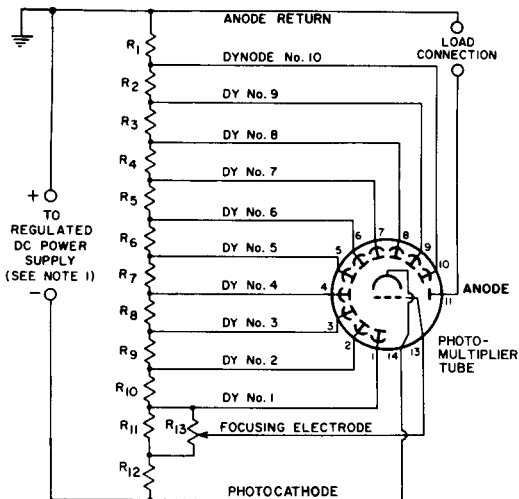 ANODE RETURN
LOAD
CONNECTION
R1
DYNODE No. 10
R2
DY No. 9
R3
DY No. 8
R4
DY No. 7
R5
DY No. 6
R6
DY No. 5
R7
DY No. 4
R8
DY No. 3
R9
DY No. 2
R10
DY No. 1
R11
R13
FOCUSING ELECTRODE
R12
PHOTOCATHODE
+
TO
REGULATED
DC POWER
SUPPLY
(SEE NOTE 1)
-
1
2
3
4
5
6
7
8
9
10
11
13
14
ANODE
PHOTO-
MULTIPLIER
TUBE